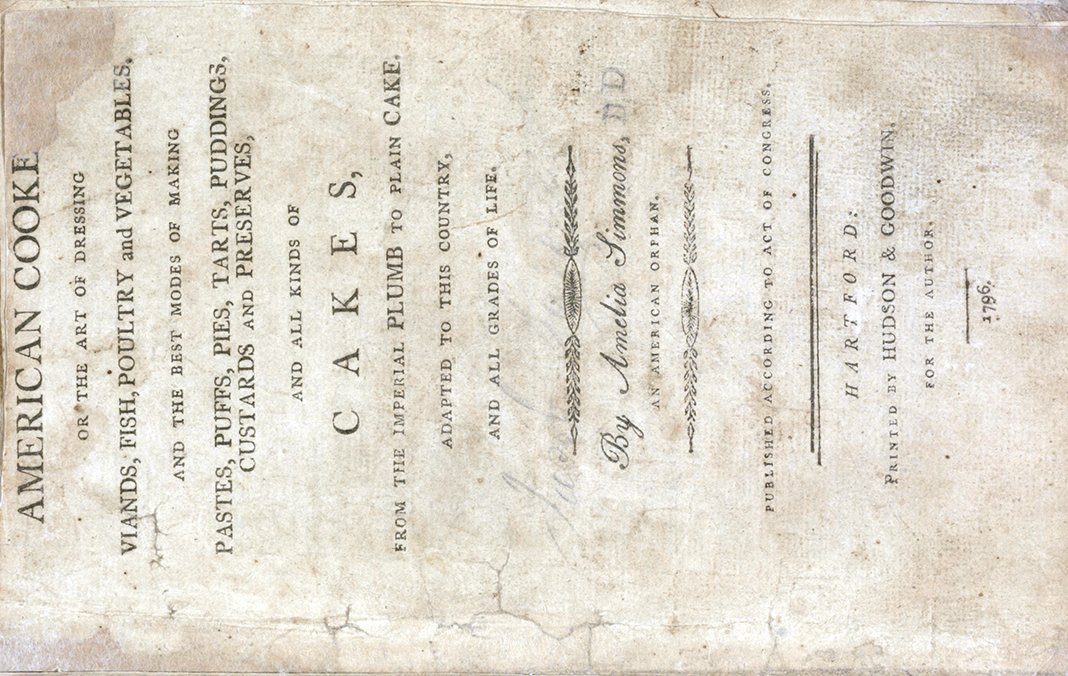 AMERICAN COOKE
OR THE ART OF DRESSING
VIANDS, FISH, POULTRY and VEGETABLES,
AND THE BEST MODES OF MAKING
PASTES, PUFFS, PIES, TARTS, PUDDINGS,
CUSTARDS AND PRESERVES,
AND ALL KINDS OF
CAKES,
FROM THE IMPERIAL PLUMB TO PLAIN CAKE.
ADAPTED TO THIS COUNTRY,
AND ALL GRADES OF LIFE.
By Amelia Simmons,
AN AMERICAN ORPHAN.
PUBLISHED ACCORDING TO ACT OF CONGRESS.
HARTFORD:
PRINTED BY HUDSON & GOODWIN,
FOR THE AUTHOR.
1796.